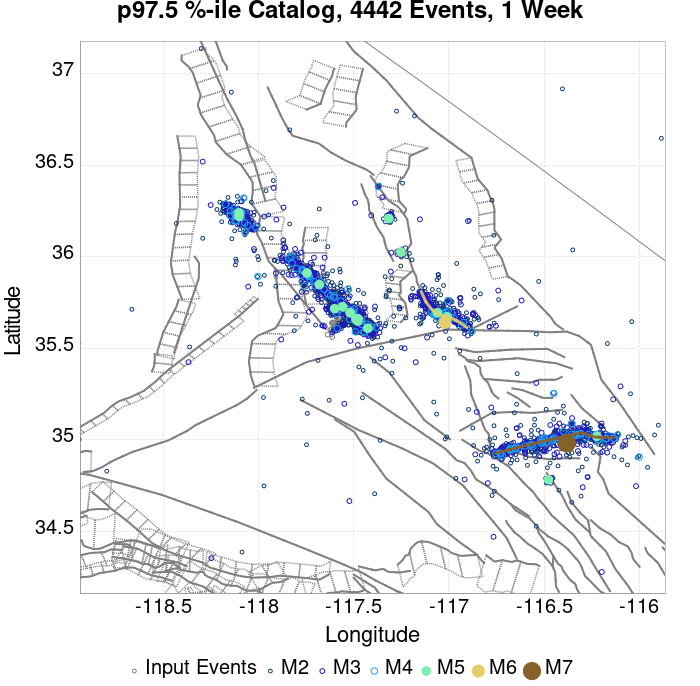 p97.5 %-ile Catalog, 4442 Events, 1 Week
37
36.5
36
35.5
35
34.5
Latitude
-118.5 -118 -117.5 -117 -116.5 -116
Longitude
Input Events M2 M3 M4 M5 M6 M7